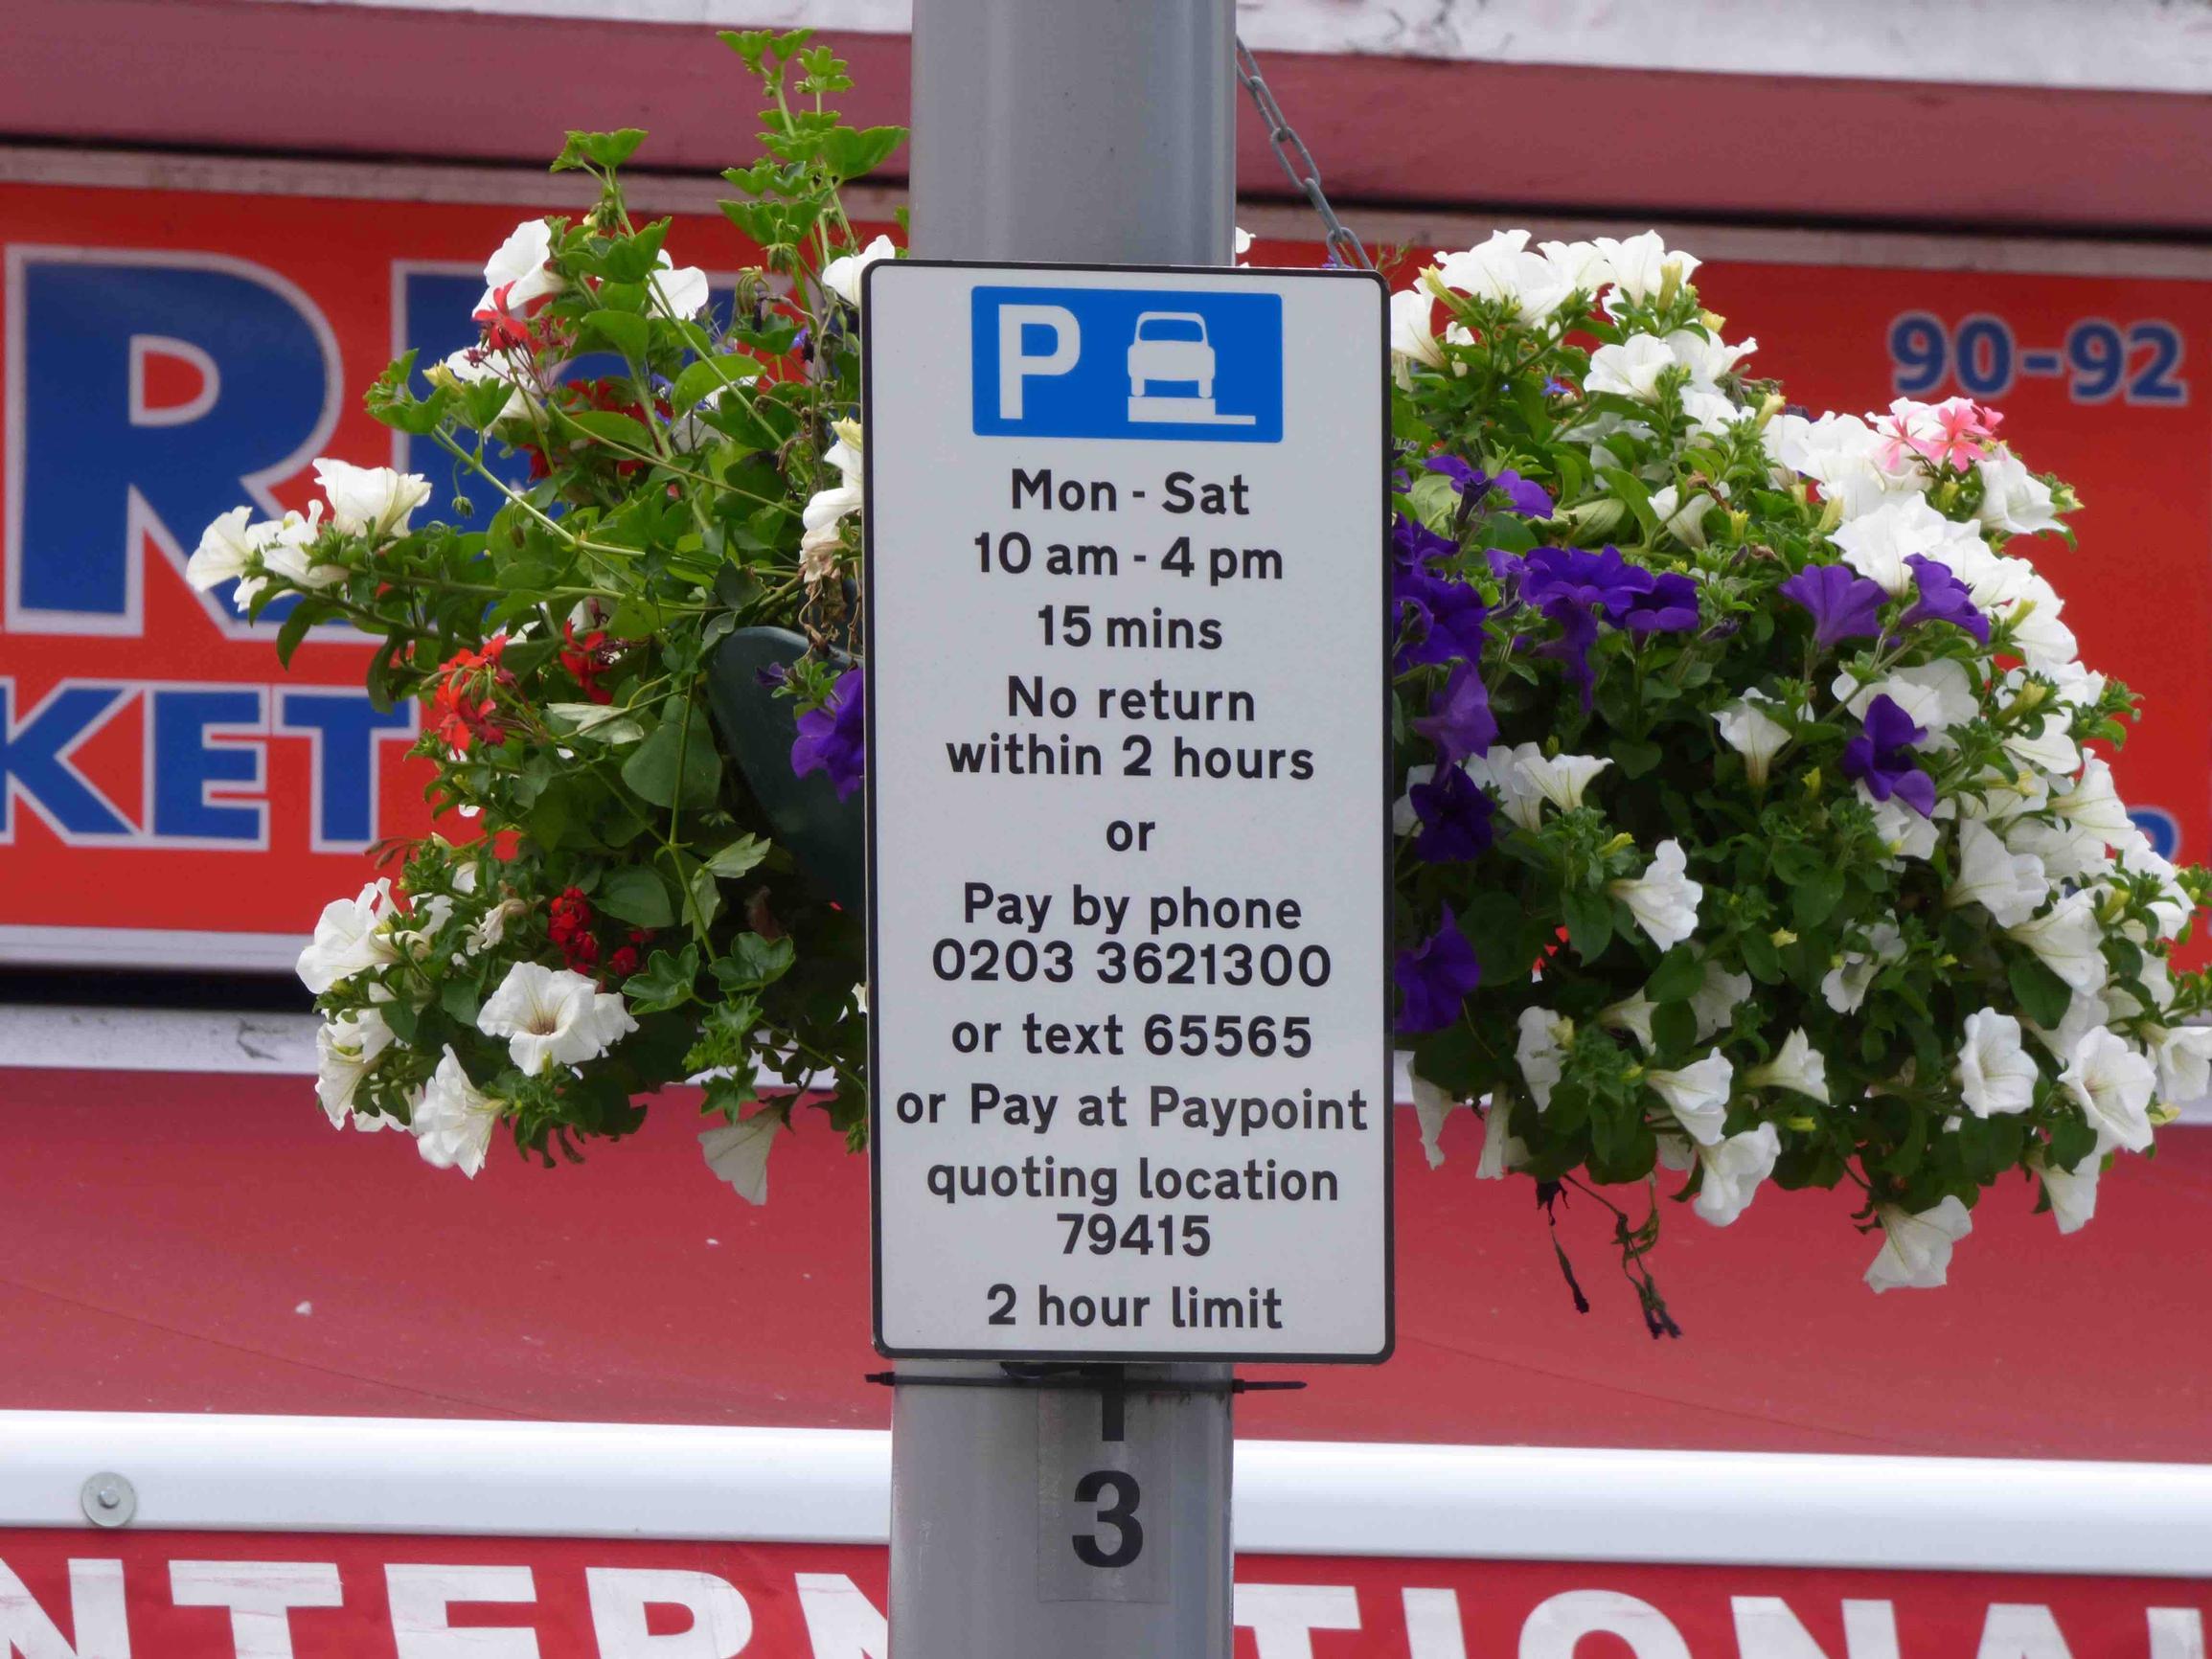 90-92
KET
P
Mon - Sat
10 am - 4 pm
15 mins
No return
within 2 hours
or
Pay by phone
0203 3621300
or text 65565
or Pay at Paypoint
quoting location
79415
2 hour limit
3